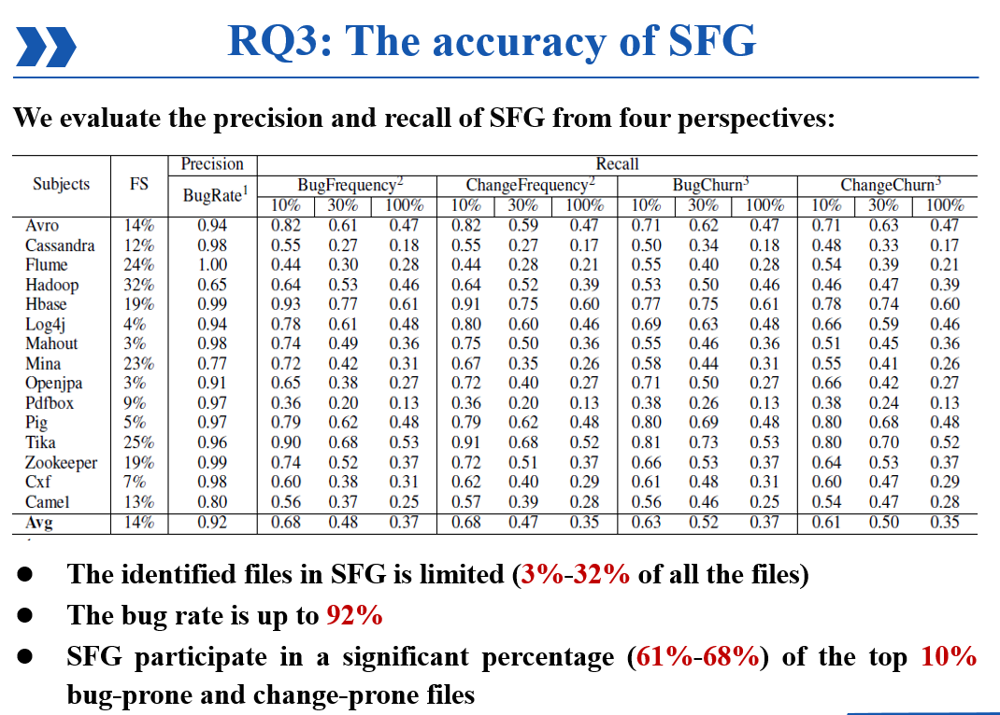 RQ3: The accuracy of SFG
We evaluate the precision and recall of SFG from four perspectives:
Subjects FS Precision Recall
BugRate1 BugFrequency2 ChangeFrequency2 BugChurn3 ChangeChurn3
10% 30% 100% 10% 30% 100% 10% 30% 100% 10% 30% 100%
Avro 14% 0.94 0.82 0.61 0.47 0.82 0.59 0.47 0.71 0.62 0.47 0.71 0.63 0.47
Cassandra 12% 0.98 0.55 0.27 0.18 0.55 0.27 0.17 0.50 0.34 0.18 0.48 0.33 0.17
Flume 24% 1.00 0.44 0.30 0.28 0.44 0.28 0.21 0.55 0.40 0.28 0.54 0.39 0.21
Hadoop 32% 0.65 0.64 0.53 0.46 0.64 0.52 0.39 0.53 0.50 0.46 0.46 0.47 0.39
Hbase 19% 0.99 0.93 0.77 0.61 0.91 0.75 0.60 0.77 0.75 0.61 0.78 0.74 0.60
Log4j 4% 0.94 0.78 0.61 0.48 0.80 0.60 0.46 0.69 0.63 0.48 0.66 0.59 0.46
Mahout 3% 0.98 0.74 0.49 0.36 0.75 0.50 0.36 0.55 0.46 0.36 0.51 0.45 0.36
Mina 23% 0.77 0.72 0.42 0.31 0.67 0.35 0.26 0.58 0.44 0.31 0.55 0.41 0.26
Openjpa 3% 0.91 0.65 0.38 0.27 0.72 0.40 0.27 0.71 0.50 0.27 0.66 0.42 0.27
Pdfbox 9% 0.97 0.36 0.20 0.13 0.36 0.20 0.13 0.38 0.26 0.13 0.38 0.24 0.13
Pig 5% 0.97 0.79 0.62 0.48 0.79 0.62 0.48 0.80 0.69 0.48 0.80 0.68 0.48
Tika 25% 0.96 0.90 0.68 0.53 0.91 0.68 0.52 0.81 0.73 0.53 0.80 0.70 0.52
Zookeeper 19% 0.99 0.74 0.52 0.37 0.72 0.51 0.37 0.66 0.53 0.37 0.64 0.53 0.37
Cxf 7% 0.98 0.60 0.38 0.31 0.62 0.40 0.29 0.61 0.48 0.31 0.60 0.47 0.29
Camel 13% 0.80 0.56 0.37 0.25 0.57 0.39 0.28 0.56 0.46 0.25 0.54 0.47 0.28
Avg 14% 0.92 0.68 0.48 0.37 0.68 0.47 0.35 0.63 0.52 0.37 0.61 0.50 0.35
● The identified files in SFG is limited (3%-32% of all the files)
● The bug rate is up to 92%
● SFG participate in a significant percentage (61%-68%) of the top 10%
bug-prone and change-prone files